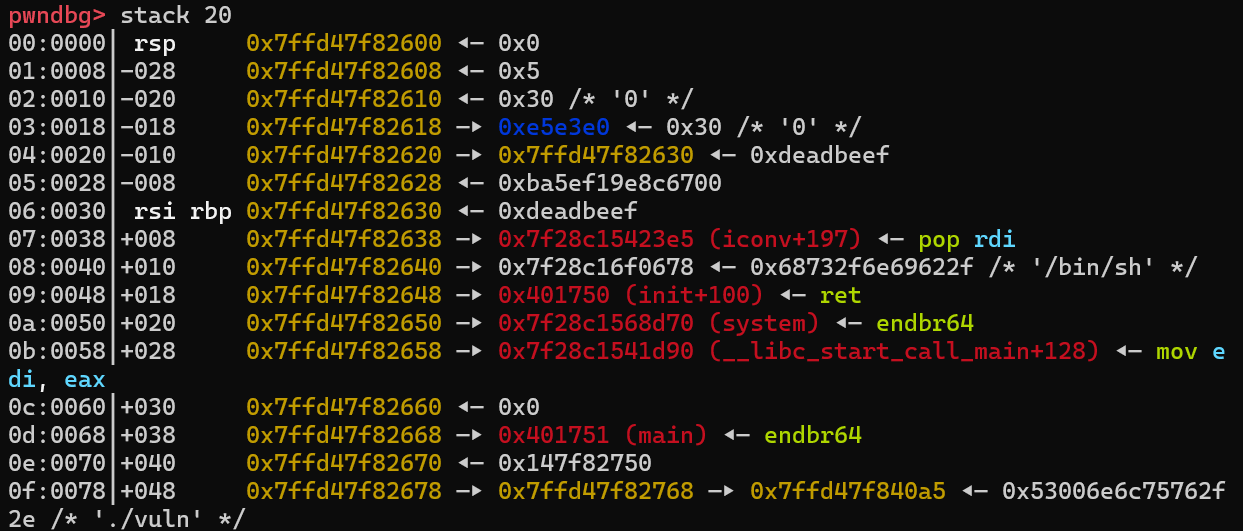 pwndbg> stack 20
00:0000│ rsp     0x7ffd47f82600 ◂— 0x0
01:0008│-028     0x7ffd47f82608 ◂— 0x5
02:0010│-020     0x7ffd47f82610 ◂— 0x30 /* '0' */
03:0018│-018     0x7ffd47f82618 —▸ 0xe5e3e0 ◂— 0x30 /* '0' */
04:0020│-010     0x7ffd47f82620 —▸ 0x7ffd47f82630 ◂— 0xdeadbeef
05:0028│-008     0x7ffd47f82628 ◂— 0xba5ef19e8c6700
06:0030│ rsi rbp 0x7ffd47f82630 ◂— 0xdeadbeef
07:0038│+008     0x7ffd47f82638 —▸ 0x7f28c15423e5 (iconv+197) ◂— pop rdi
08:0040│+010     0x7ffd47f82640 —▸ 0x7f28c16f0678 ◂— 0x68732f6e69622f /* '/bin/sh' */
09:0048│+018     0x7ffd47f82648 —▸ 0x401750 (init+100) ◂— ret
0a:0050│+020     0x7ffd47f82650 —▸ 0x7f28c1568d70 (system) ◂— endbr64
0b:0058│+028     0x7ffd47f82658 —▸ 0x7f28c1541d90 (__libc_start_call_main+128) ◂— mov e
di, eax
0c:0060│+030     0x7ffd47f82660 ◂— 0x0
0d:0068│+038     0x7ffd47f82668 —▸ 0x401751 (main) ◂— endbr64
0e:0070│+040     0x7ffd47f82670 ◂— 0x147f82750
0f:0078│+048     0x7ffd47f82678 —▸ 0x7ffd47f82768 —▸ 0x7ffd47f840a5 ◂— 0x53006e6c75762f
2e /* './vuln' */